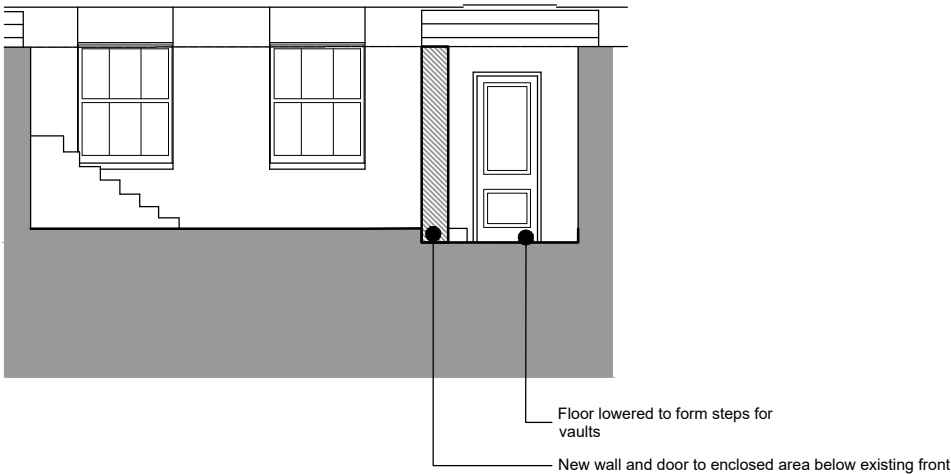 Floor lowered to form steps for
vaults
New wall and door to enclosed area below existing front